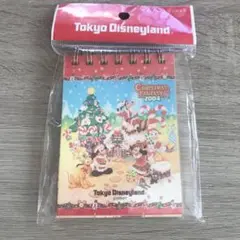 Tokyo Disneyland
CHRISTMAS
FANTASY
2004
Tokyo Disneyland